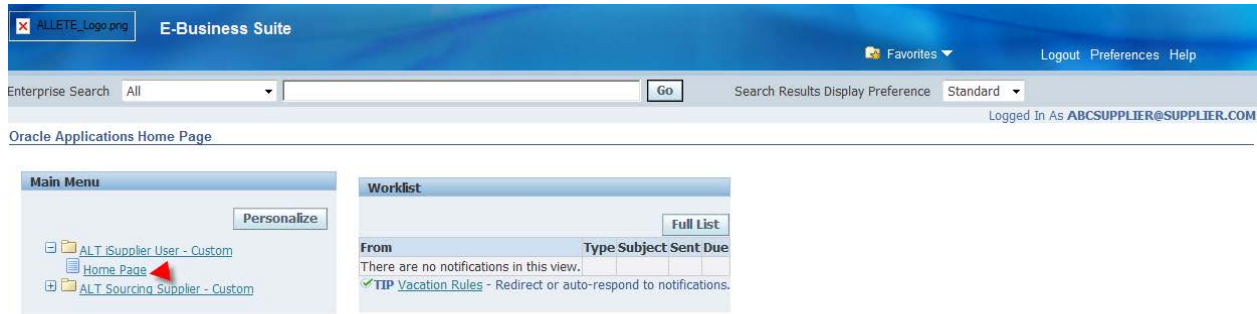 ALLETE_Logo.png
E-Business Suite
Favorites
Logout Preferences Help
Enterprise Search All Go Search Results Display Preference Standard
Logged In As ABCSUPPLIER@SUPPLIER.COM
Oracle Applications Home Page
Main Menu
Personalize
ALT iSupplier User - Custom
Home Page
ALT Sourcing Supplier - Custom
Worklist
Full List
From Type Subject Sent Due
There are no notifications in this view.
TIP Vacation Rules - Redirect or auto-respond to notifications.